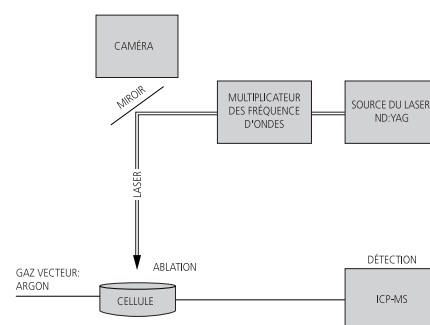 CAMÉRA
MIROIR
MULTIPLICATEUR
DES FRÉQUENCE
D'ONDES
SOURCE DU LASER
ND:YAG
LASER
GAZ VECTEUR:
ARGON
ABLATION
CELLULE
DÉTECTION
ICP-MS